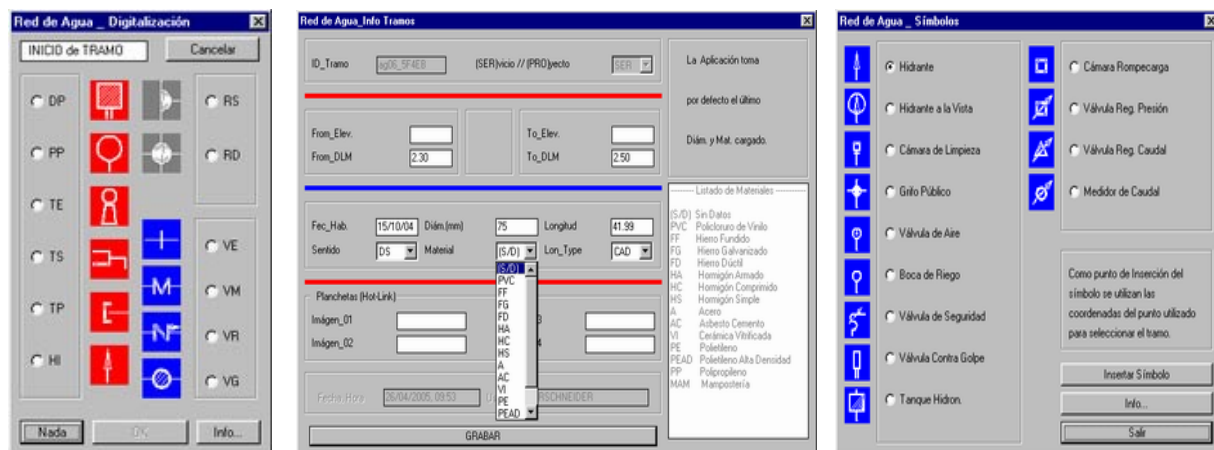 Red de Agua _ Digitalización
INICIO de TRAMO
Cancelar
DP
PP
TE
TS
TP
HI
RS
RD
VE
VM
VR
VG
Nada
OK
Info...
Red de Agua_Info Tramos
ID_Tramo
ag06_5F4EB
(SER)vicio // (PRO)yecto
SER
La Aplicación toma
por defecto el último
Diám. y Mat. cargado.
From_Elev.
To_Elev.
From_DLM
2.30
To_DLM
2.50
Fec_Hab.
15/10/04
Diám.(mm)
75
Longitud
41.99
Sentido
DS
Material
(S/D)
Lon_Type
CAD
(S/D)
PVC
FF
FG
FD
HA
HC
HS
A
AC
VI
PE
PEAD
Planchetas (Hot-Link)
Imágen_01
3
Imágen_02
4
Fecha_Hora
26/04/2005, 09:53
RSCHNEIDER
GRABAR
Listado de Materiales
(S/D) Sin Datos
PVC Policloruro de Vinilo
FF Hierro Fundido
FG Hierro Galvanizado
FD Hierro Dúctil
HA Homigón Armado
HC Homigón Comprimido
HS Homigón Simple
A Acero
AC Asbesto Cemento
VI Cerámica Vitrificada
PE Polietileno
PEAD Polietileno Alta Densidad
PP Polipropileno
MAM Mampostería
Red de Agua _ Símbolos
Hidrante
Hidrante a la Vista
Cámara de Limpieza
Grifo Público
Válvula de Aire
Boca de Riego
Válvula de Seguridad
Válvula Contra Golpe
Tanque Hidron.
Cámara Rompecarga
Válvula Reg. Presión
Válvula Reg. Caudal
Medidor de Caudal
Como punto de Inserción del
símbolo se utilizan las
coordenadas del punto utilizado
para seleccionar el tramo.
Insertar Símbolo
Info...
Salir